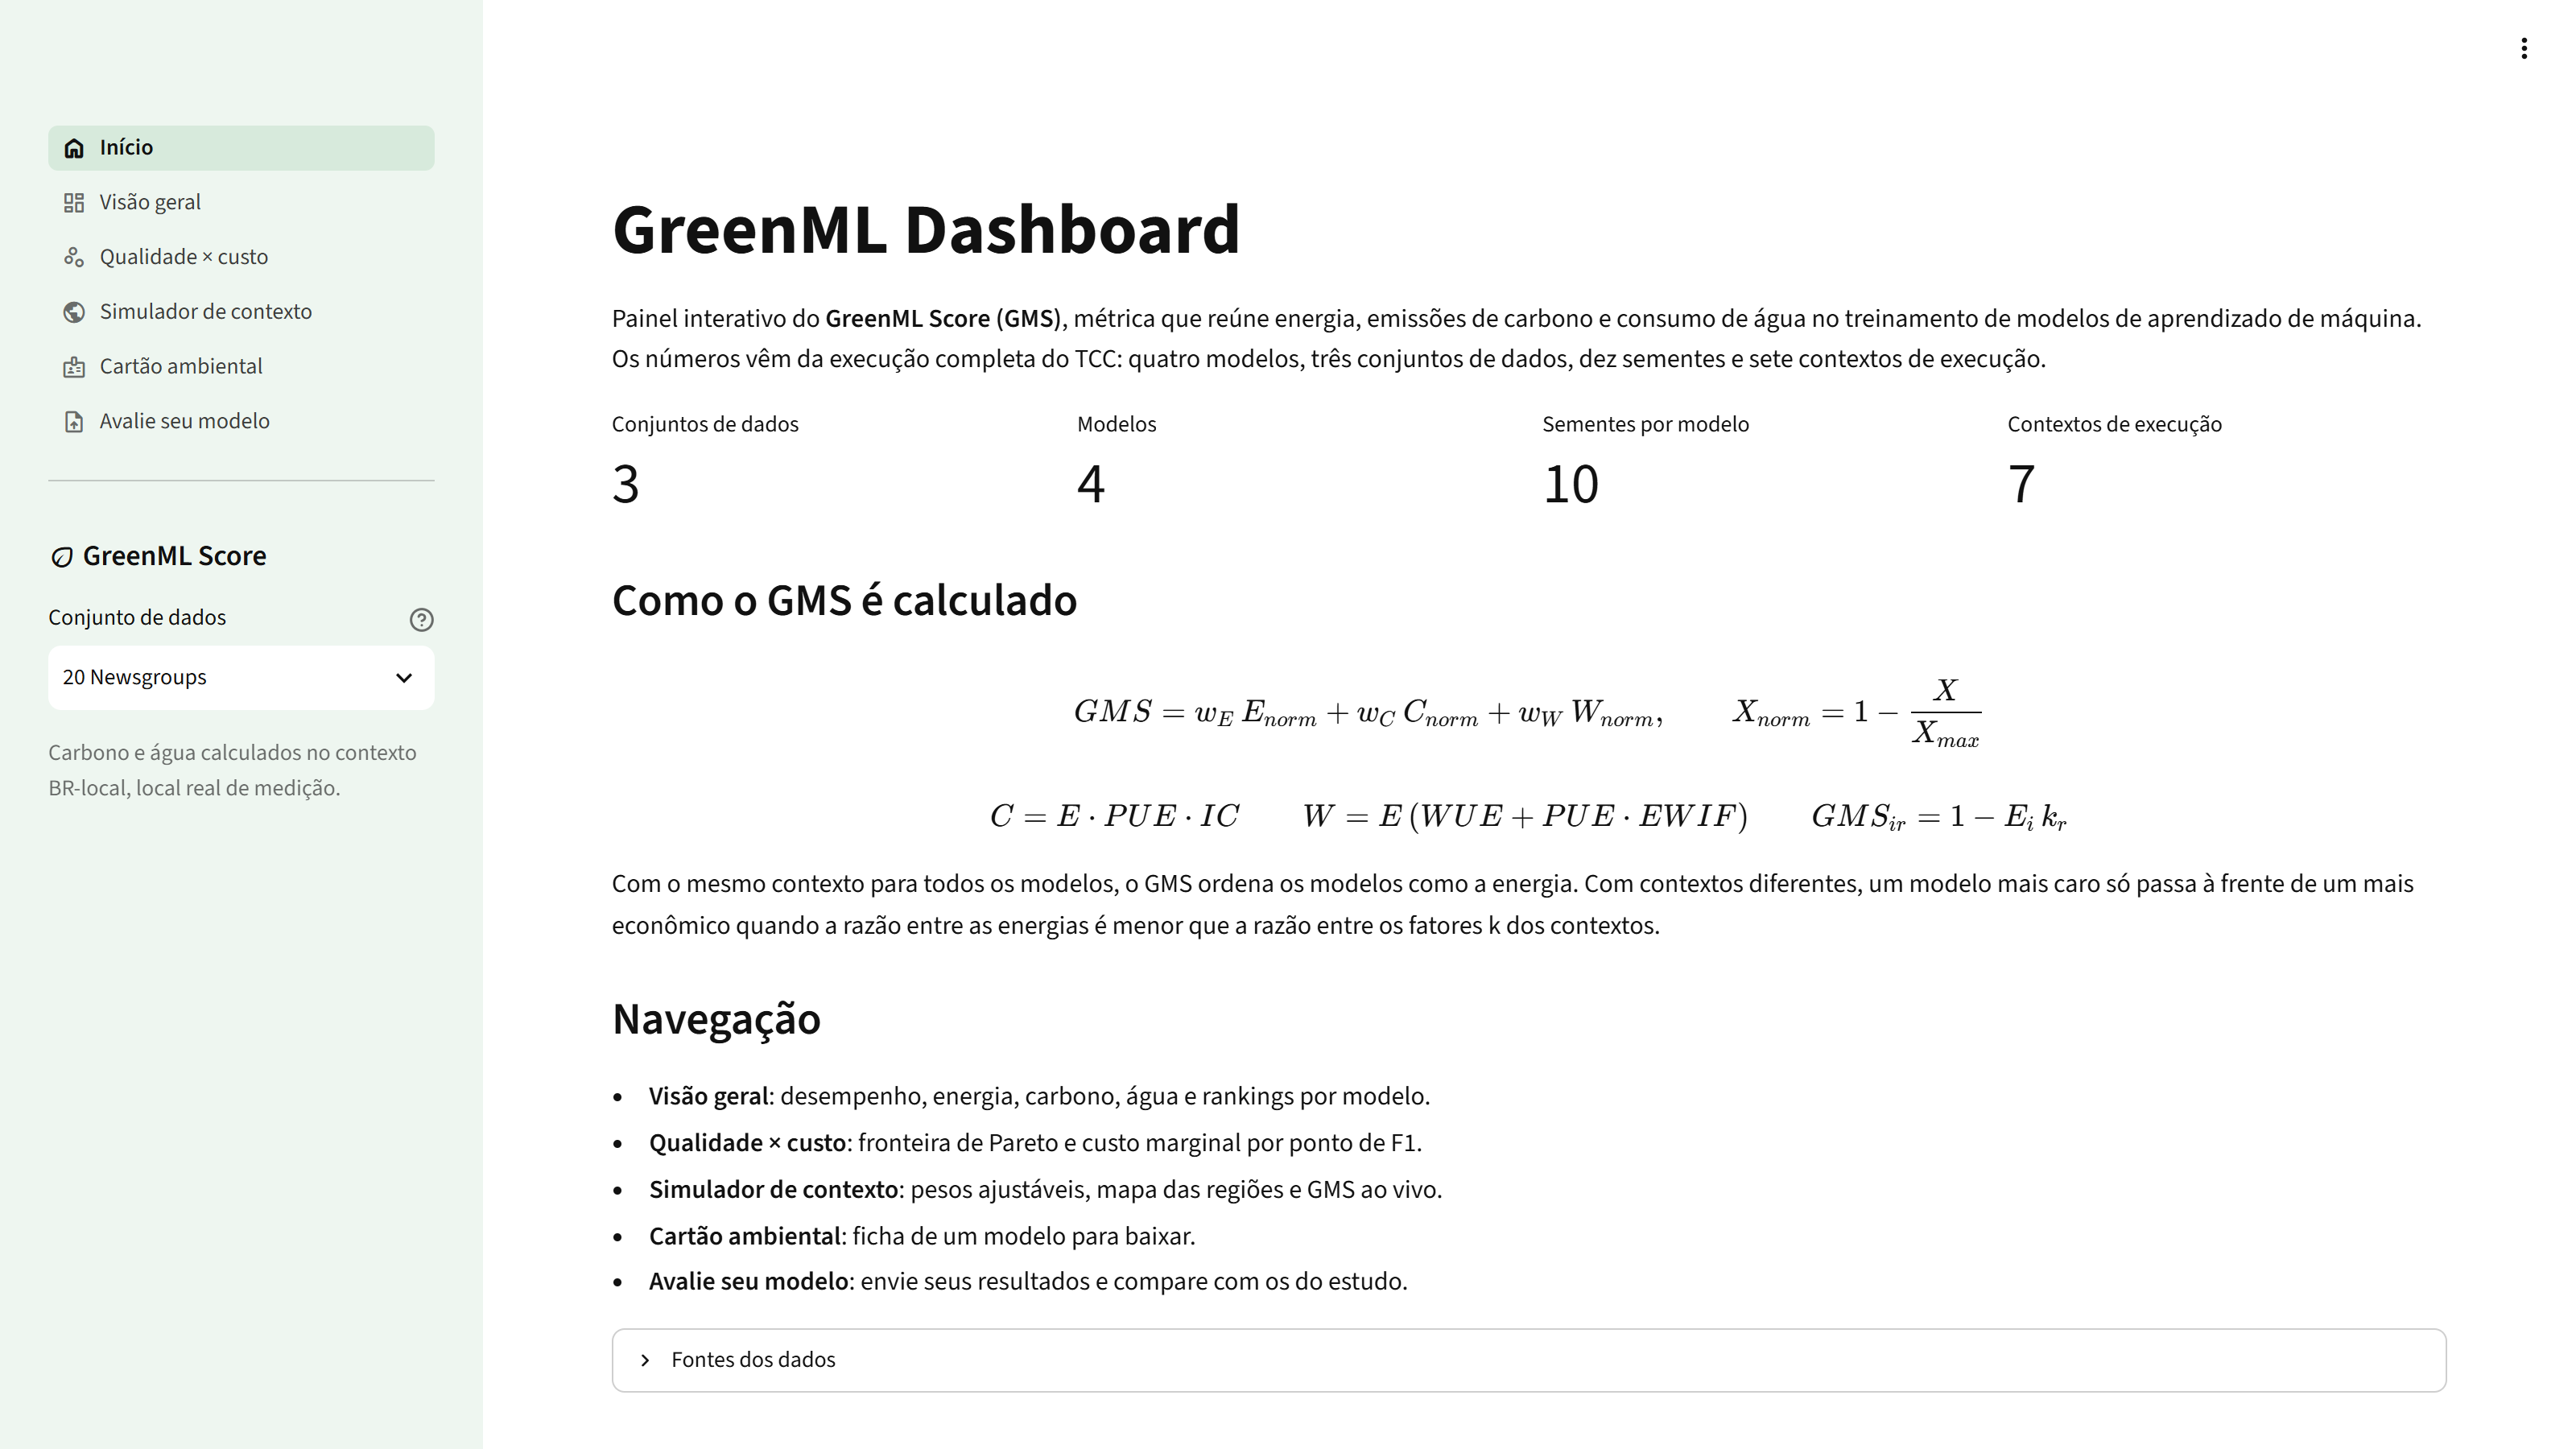 Início
Visão geral
Qualidade × custo
Simulador de contexto
Cartão ambiental
Avalie seu modelo
GreenML Score
Conjunto de dados
20 Newsgroups
Carbono e água calculados no contexto
BR-local, local real de medição.
GreenML Dashboard
Painel interativo do GreenML Score (GMS), métrica que reúne energia, emissões de carbono e consumo de água no treinamento de modelos de aprendizado de máquina.
Os números vêm da execução completa do TCC: quatro modelos, três conjuntos de dados, dez sementes e sete contextos de execução.
Conjuntos de dados Modelos Sementes por modelo Contextos de execução
3 4 10 7
Como o GMS é calculado
GMS = w_E E_norm + w_C C_norm + w_W W_norm, X_norm = 1 − X / X_max
C = E · PUE · IC W = E (WUE + PUE · EWIF) GMS_ir = 1 − E_i k_r
Com o mesmo contexto para todos os modelos, o GMS ordena os modelos como a energia. Com contextos diferentes, um modelo mais caro só passa à frente de um mais
econômico quando a razão entre as energias é menor que a razão entre os fatores k dos contextos.
Navegação
• Visão geral: desempenho, energia, carbono, água e rankings por modelo.
• Qualidade × custo: fronteira de Pareto e custo marginal por ponto de F1.
• Simulador de contexto: pesos ajustáveis, mapa das regiões e GMS ao vivo.
• Cartão ambiental: ficha de um modelo para baixar.
• Avalie seu modelo: envie seus resultados e compare com os do estudo.
Fontes dos dados